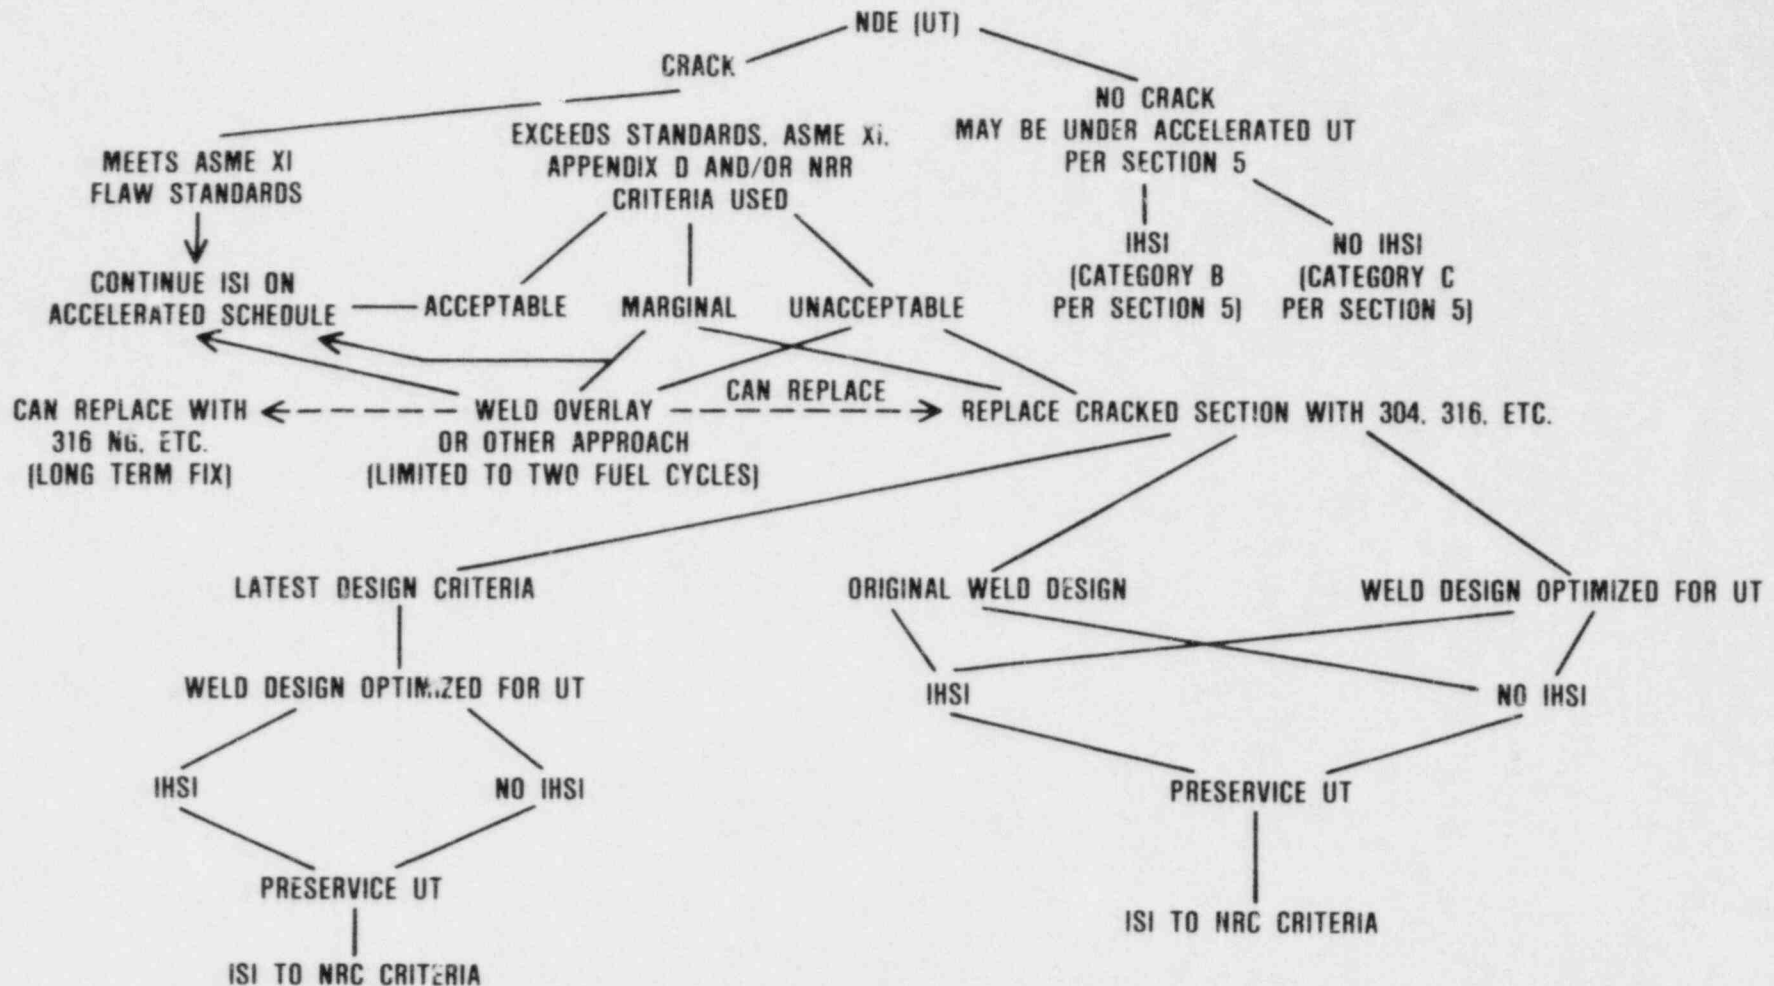 NDE (UT)
CRACK
NO CRACK
MAY BE UNDER ACCELERATED UT
PER SECTION 5
EXCEEDS STANDARDS, ASME XI,
APPENDIX D AND/OR NRR
CRITERIA USED
MEETS ASME XI
FLAW STANDARDS
IHSI
(CATEGORY B
PER SECTION 5)
NO IHSI
(CATEGORY C
PER SECTION 5)
CONTINUE ISI ON
ACCELERATED SCHEDULE
ACCEPTABLE
MARGINAL
UNACCEPTABLE
CAN REPLACE WITH
316 NG, ETC.
(LONG TERM FIX)
WELD OVERLAY
OR OTHER APPROACH
(LIMITED TO TWO FUEL CYCLES)
CAN REPLACE
REPLACE CRACKED SECTION WITH 304, 316, ETC.
LATEST DESIGN CRITERIA
ORIGINAL WELD DESIGN
WELD DESIGN OPTIMIZED FOR UT
WELD DESIGN OPTIMIZED FOR UT
IHSI
NO IHSI
IHSI
NO IHSI
PRESERVICE UT
PRESERVICE UT
ISI TO NRC CRITERIA
ISI TO NRC CRITERIA